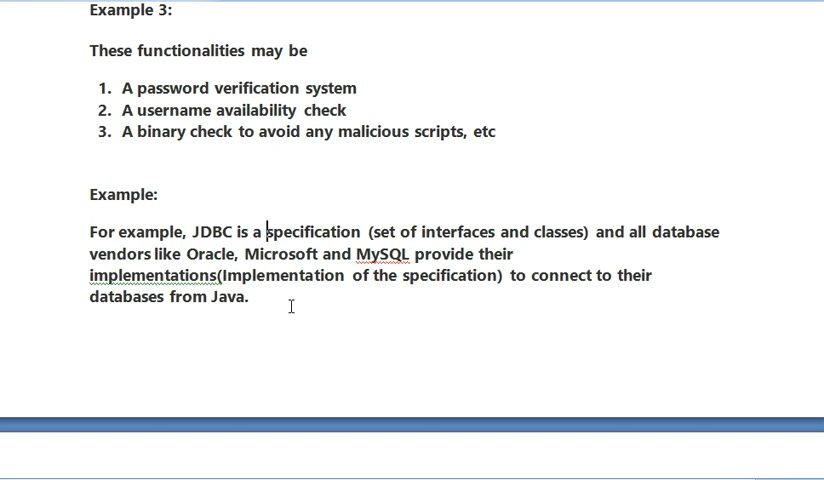 Example 3:
These functionalities may be
1. A password verification system
2. A username availability check
3. A binary check to avoid any malicious scripts, etc
Example:
For example, JDBC is a specification (set of interfaces and classes) and all database
vendors like Oracle, Microsoft and MySQL provide their
implementations(Implementation of the specification) to connect to their
databases from Java.